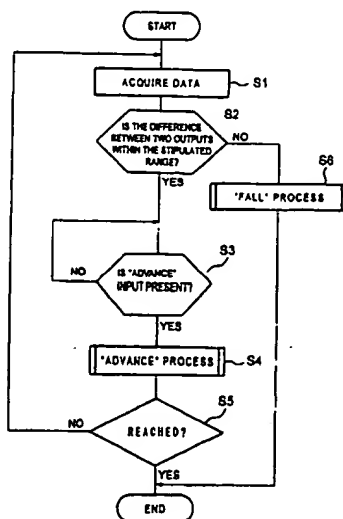 START
ACQUIRE DATA
S1
S2
IS THE DIFFERENCE
BETWEEN TWO OUTPUTS
WITHIN THE STIPULATED
RANGE?
NO
YES
S6
"FALL" PROCESS
S3
NO
IS "ADVANCE"
INPUT PRESENT?
YES
"ADVANCE" PROCESS
S4
S5
NO
REACHED?
YES
END